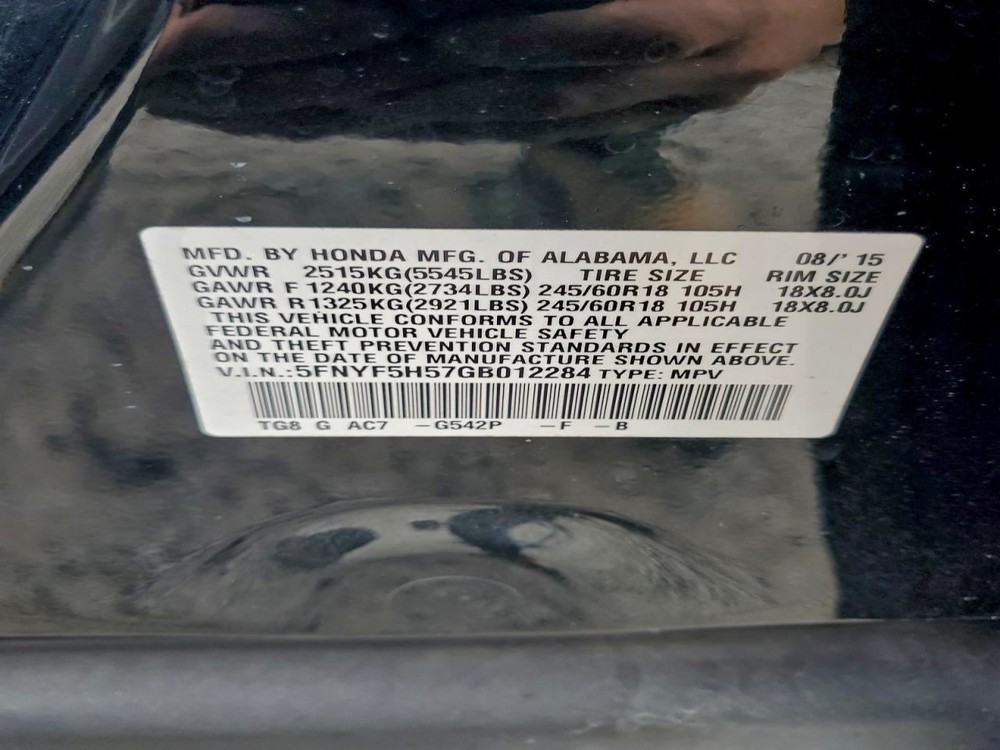 MFD. BY HONDA MFG. OF ALABAMA, LLC 08/' 15
GVWR 2515KG(5545LBS) TIRE SIZE RIM SIZE
GAWR F 1240KG(2734LBS) 245/60R18 105H 18X8.0J
GAWR R 1325KG(2921LBS) 245/60R18 105H 18X8.0J
THIS VEHICLE CONFORMS TO ALL APPLICABLE
FEDERAL MOTOR VEHICLE SAFETY
AND THEFT PREVENTION STANDARDS IN EFFECT
ON THE DATE OF MANUFACTURE SHOWN ABOVE.
V.I.N.:5FNYF5H57GB012284 TYPE: MPV
TG8 G AC7 -G542P -F -B